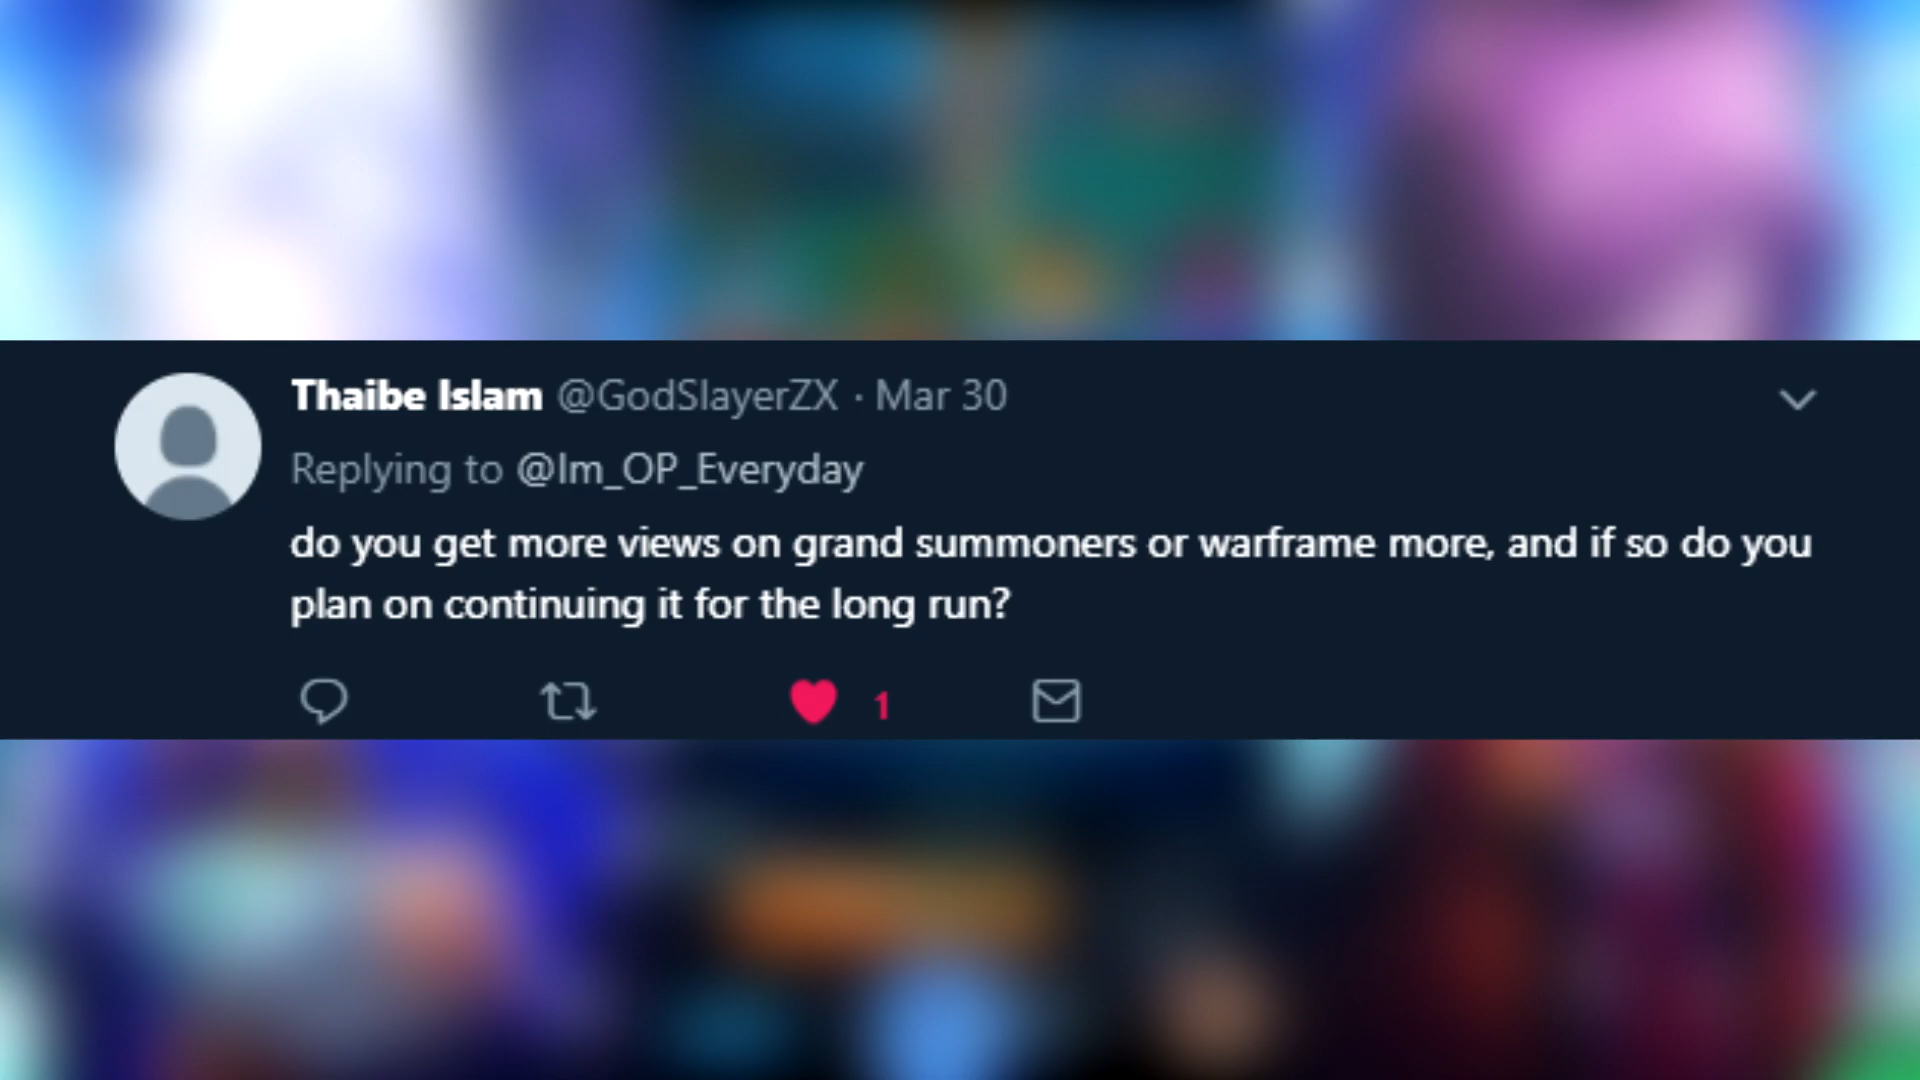 Thaibe Islam @GodSlayerZX · Mar 30
Replying to @Im_OP_Everyday
do you get more views on grand summoners or warframe more, and if so do you
plan on continuing it for the long run?
1